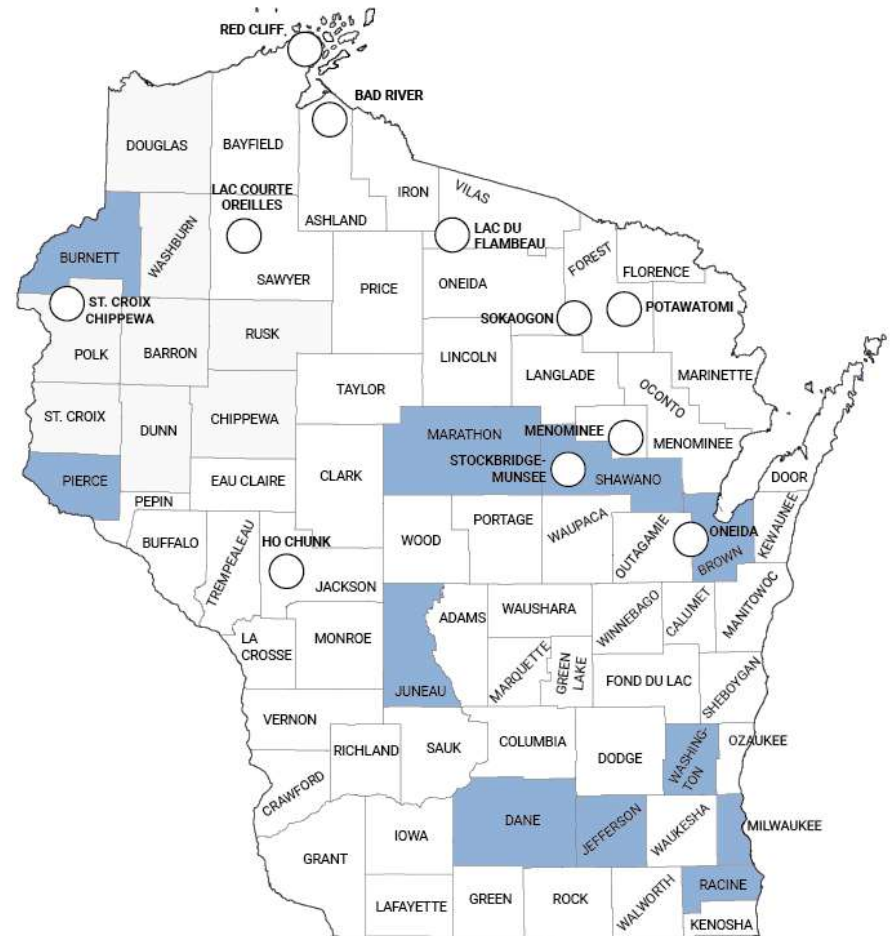 RED CLIFF
BAD RIVER
DOUGLAS
BAYFIELD
LAC COURTE
OREILLES
IRON
VILAS
ASHLAND
LAC DU
FLAMBEAU
WASHBURN
BURNETT
SAWYER
PRICE
ONEIDA
FOREST
FLORENCE
ST. CROIX
CHIPPEWA
SOKAOGON
POTAWATOMI
POLK
BARRON
RUSK
LINCOLN
LANGLADE
MARINETTE
OCONTO
TAYLOR
ST. CROIX
DUNN
CHIPPEWA
MARATHON
MENOMINEE
MENOMINEE
STOCKBRIDGE-
MUNSEE
SHAWANO
PIERCE
PEPIN
EAU CLAIRE
CLARK
DOOR
BUFFALO
TREMPEALEAU
HO CHUNK
JACKSON
WOOD
PORTAGE
WAUPACA
OUTAGAMIE
ONEIDA
BROWN
KEWAUNEE
LA
CROSSE
MONROE
JUNEAU
ADAMS
WAUSHARA
WINNEBAGO
CALUMET
MANITOWOC
MARQUETTE
GREEN
LAKE
FOND DU LAC
SHEBOYGAN
VERNON
RICHLAND
SAUK
COLUMBIA
DODGE
WASHING-
TON
OZAUKEE
CRAWFORD
GRANT
IOWA
DANE
JEFFERSON
WAUKESHA
MILWAUKEE
LAFAYETTE
GREEN
ROCK
WALWORTH
RACINE
KENOSHA